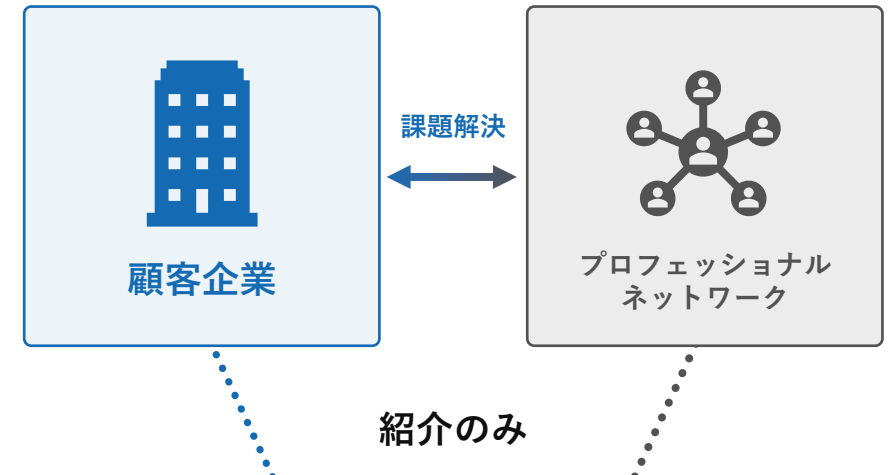 課題解決
顧客企業
プロフェッショナル
ネットワーク
紹介のみ